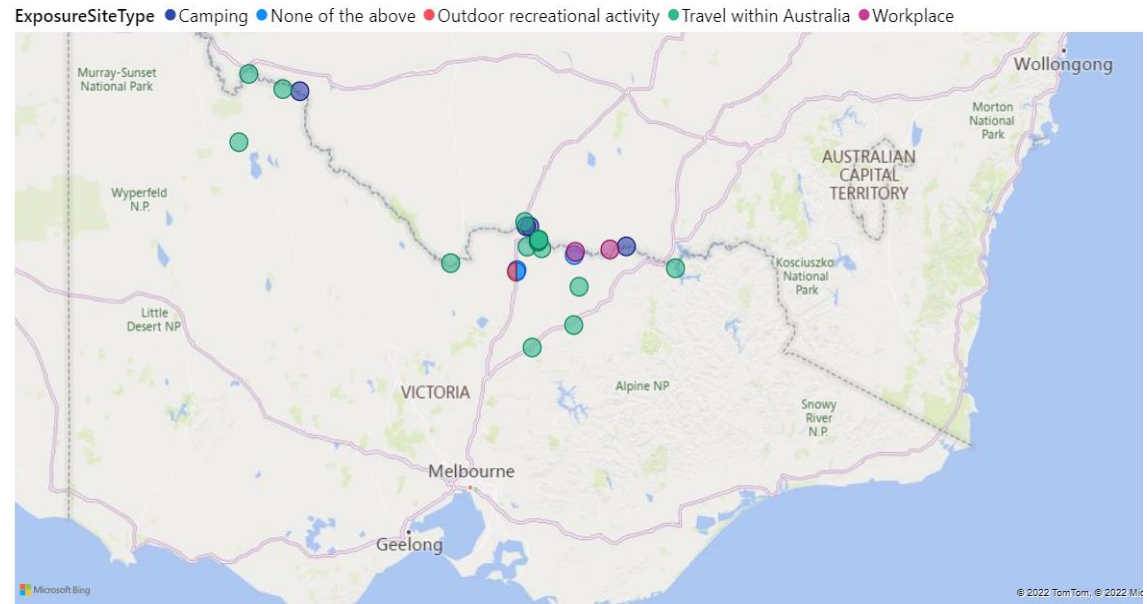 ExposureSiteType Camping None of the above Outdoor recreational activity Travel within Australia Workplace
Wollongong
Murray-Sunset
National Park
Morton
National
Park
AUSTRALIAN
CAPITAL
TERRITORY
Wyperfeld
N.P.
Kosciuszko
National
Park
Little
Desert NP
VICTORIA
Alpine NP
Snowy
River
N.P.
Melbourne
Geelong
Microsoft Bing
© 2022 TomTom, © 2022 Mic